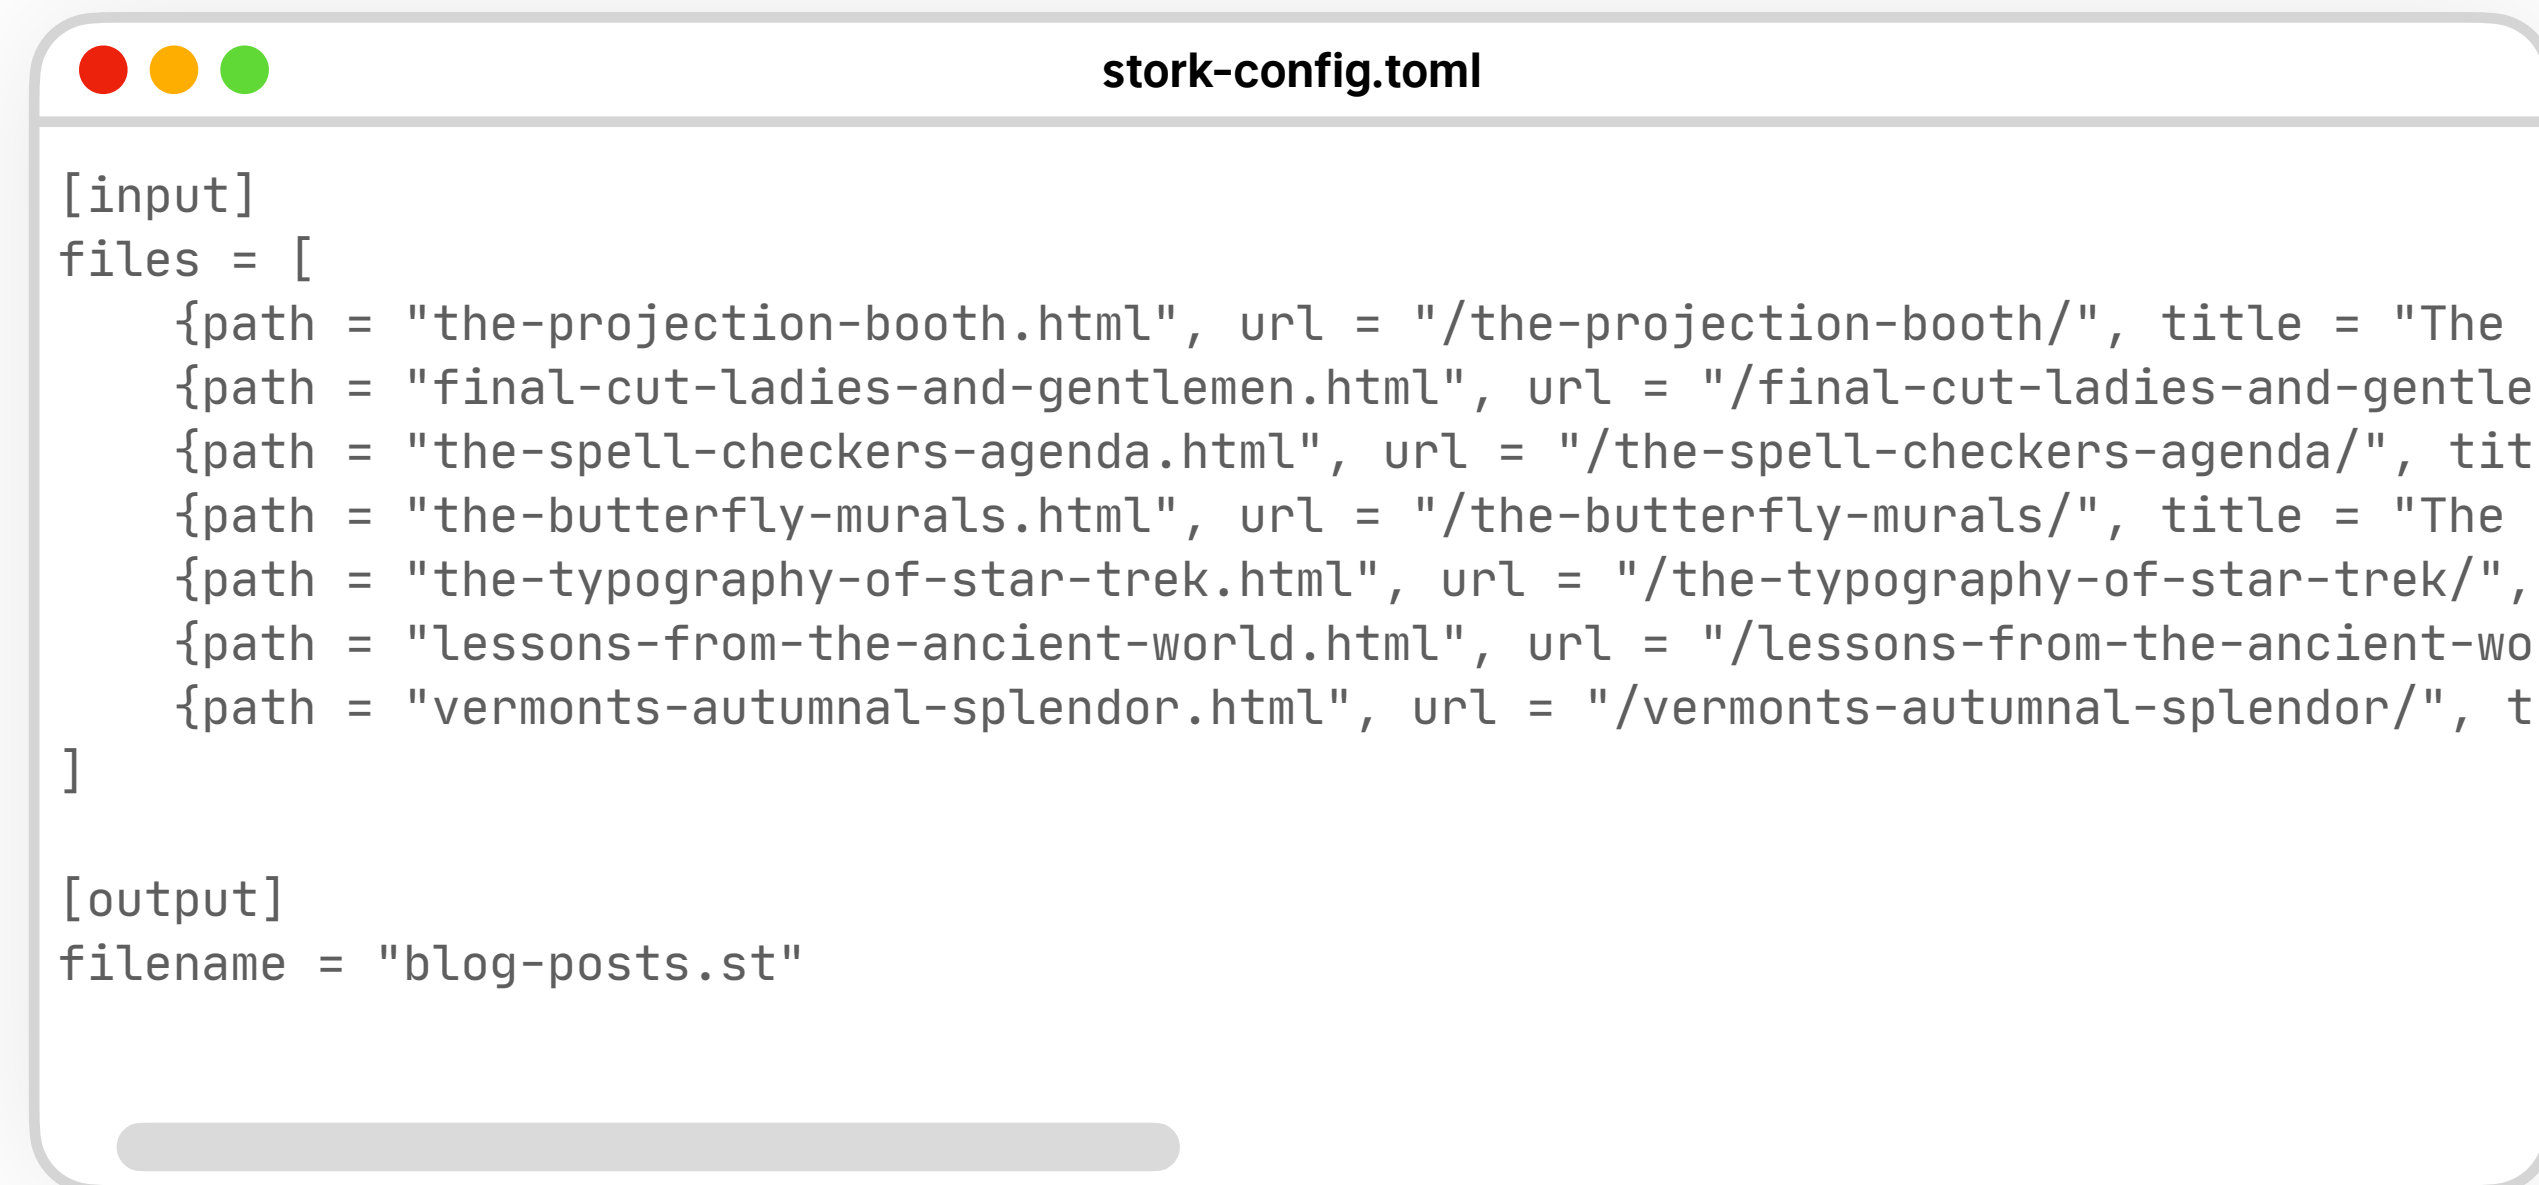 stork-config.toml
[input]
files = [
    {path = "the-projection-booth.html", url = "/the-projection-booth/", title = "The
    {path = "final-cut-ladies-and-gentlemen.html", url = "/final-cut-ladies-and-gentle
    {path = "the-spell-checkers-agenda.html", url = "/the-spell-checkers-agenda/", tit
    {path = "the-butterfly-murals.html", url = "/the-butterfly-murals/", title = "The
    {path = "the-typography-of-star-trek.html", url = "/the-typography-of-star-trek/",
    {path = "lessons-from-the-ancient-world.html", url = "/lessons-from-the-ancient-wo
    {path = "vermonts-autumnal-splendor.html", url = "/vermonts-autumnal-splendor/", t
]
[output]
filename = "blog-posts.st"